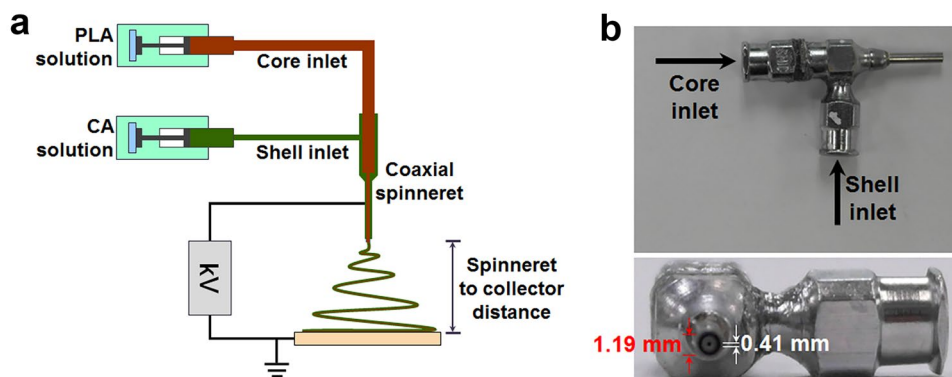 a
PLA
solution
Core inlet
CA
solution
Shell inlet
Coaxial
spinneret
kV
Spinneret
to collector
distance
b
Core
inlet
Shell
inlet
1.19 mm
0.41 mm